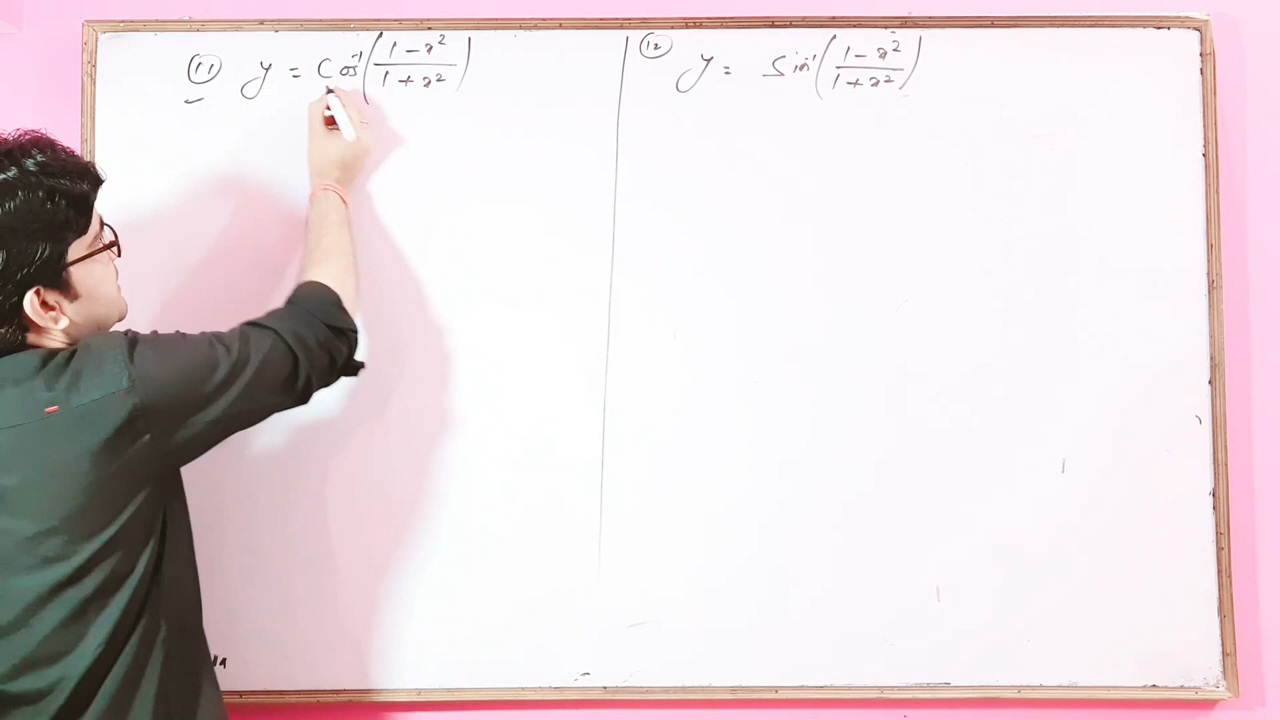 (11) y = Cos⁻¹((1-x²)/(1+x²))
(12) y = Sin⁻¹((1-x²)/(1+x²))